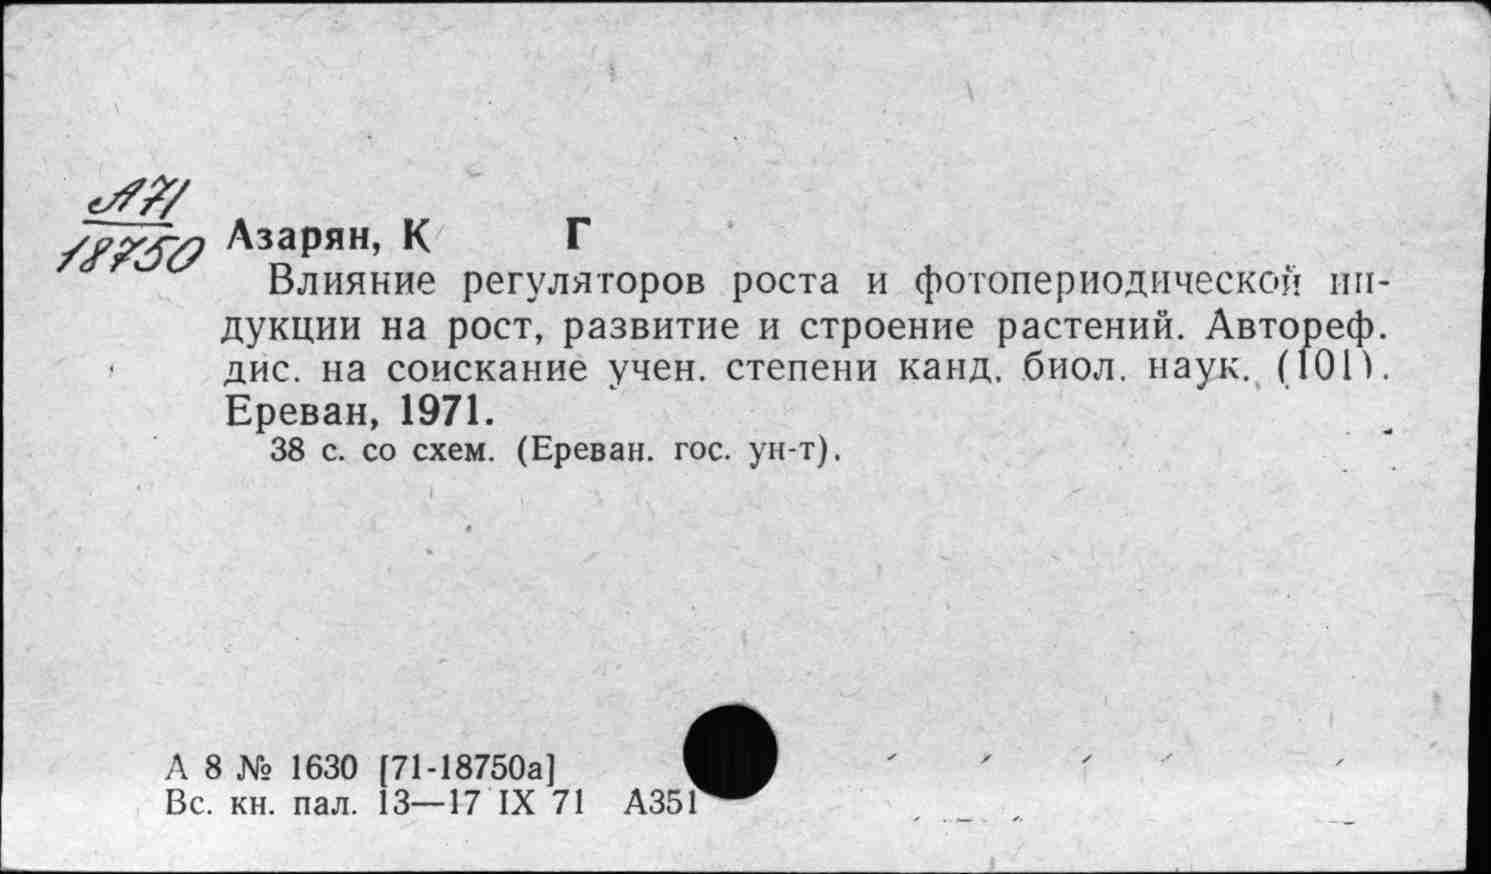 А71
18750
Азарян, К Г
Влияние регуляторов роста и фотопериодической ин-
дукции на рост, развитие и строение растений. Автореф.
дис. на соискание учен. степени канд. биол. наук. (101).
Ереван, 1971.
38 с. со схем. (Ереван. гос. ун-т).
А 8 № 1630 [71-18750а]
Вс. кн. пал. 13—17 IX 71 А351